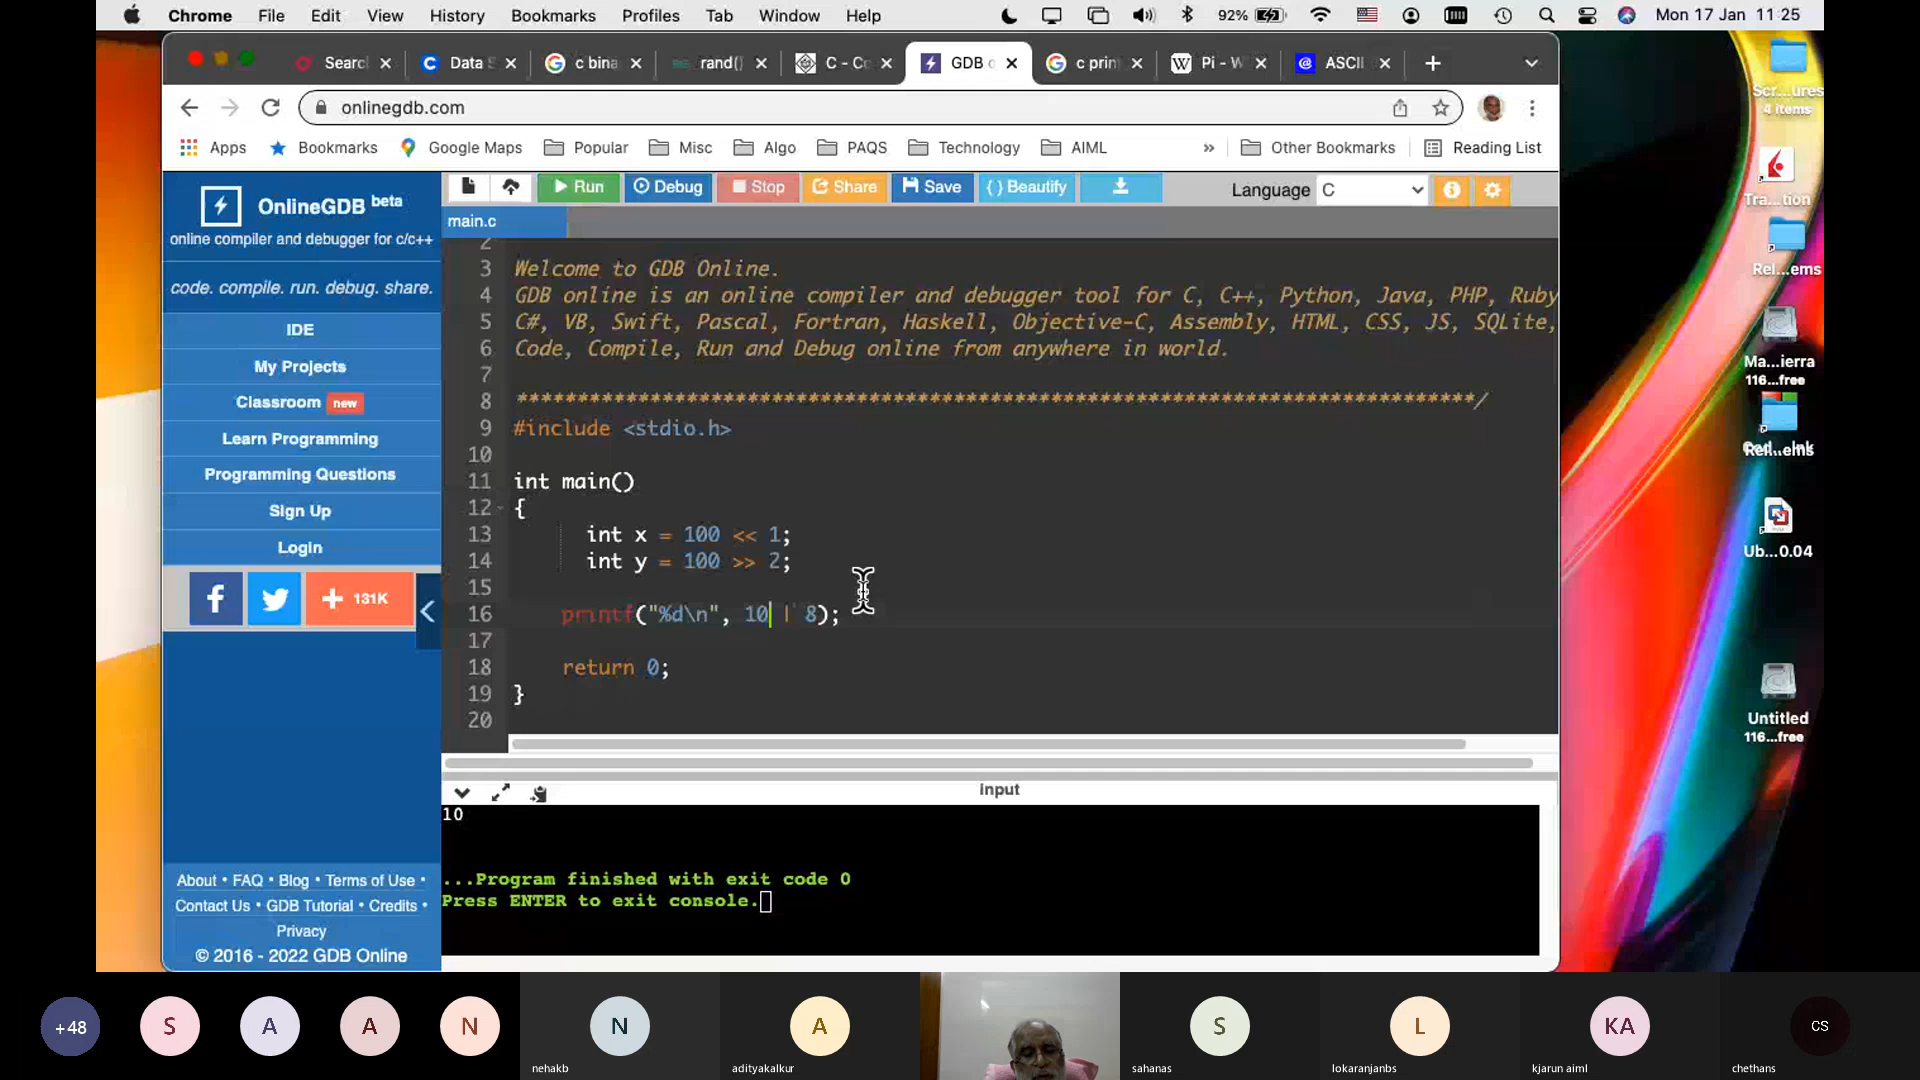 Chrome File Edit View History Bookmarks Profiles Tab Window Help 92% Mon 17 Jan 11:25
Searc Data S c bina rand() C - Co GDB o c prin Pi - W ASCII
onlinegdb.com
Apps Bookmarks Google Maps Popular Misc Algo PAQS Technology AIML » Other Bookmarks Reading List
OnlineGDB beta
online compiler and debugger for c/c++
code. compile. run. debug. share.
IDE
My Projects
Classroom new
Learn Programming
Programming Questions
Sign Up
Login
f + 131K
About • FAQ • Blog • Terms of Use •
Contact Us • GDB Tutorial • Credits •
Privacy
© 2016 - 2022 GDB Online
Run Debug Stop Share Save { } Beautify Language C
main.c
2
3 Welcome to GDB Online.
4 GDB online is an online compiler and debugger tool for C, C++, Python, Java, PHP, Ruby
5 C#, VB, Swift, Pascal, Fortran, Haskell, Objective-C, Assembly, HTML, CSS, JS, SQLite,
6 Code, Compile, Run and Debug online from anywhere in world.
7
8 *******************************************************************************/
9 #include <stdio.h>
10
11 int main()
12 {
13 int x = 100 << 1;
14 int y = 100 >> 2;
15
16 printf("%d\n", 10 | 8);
17
18 return 0;
19 }
20
input
10
...Program finished with exit code 0
Press ENTER to exit console.
Scr...ures
4 items
Tra...tion
Rel...ems
Ma...ierra
116...free
Rel...ems
Ub...0.04
Untitled
116...free
+48 S A A N N A S L KA CS
nehakb adityakalkur sahanas lokaranjanbs kjarun aiml chethans